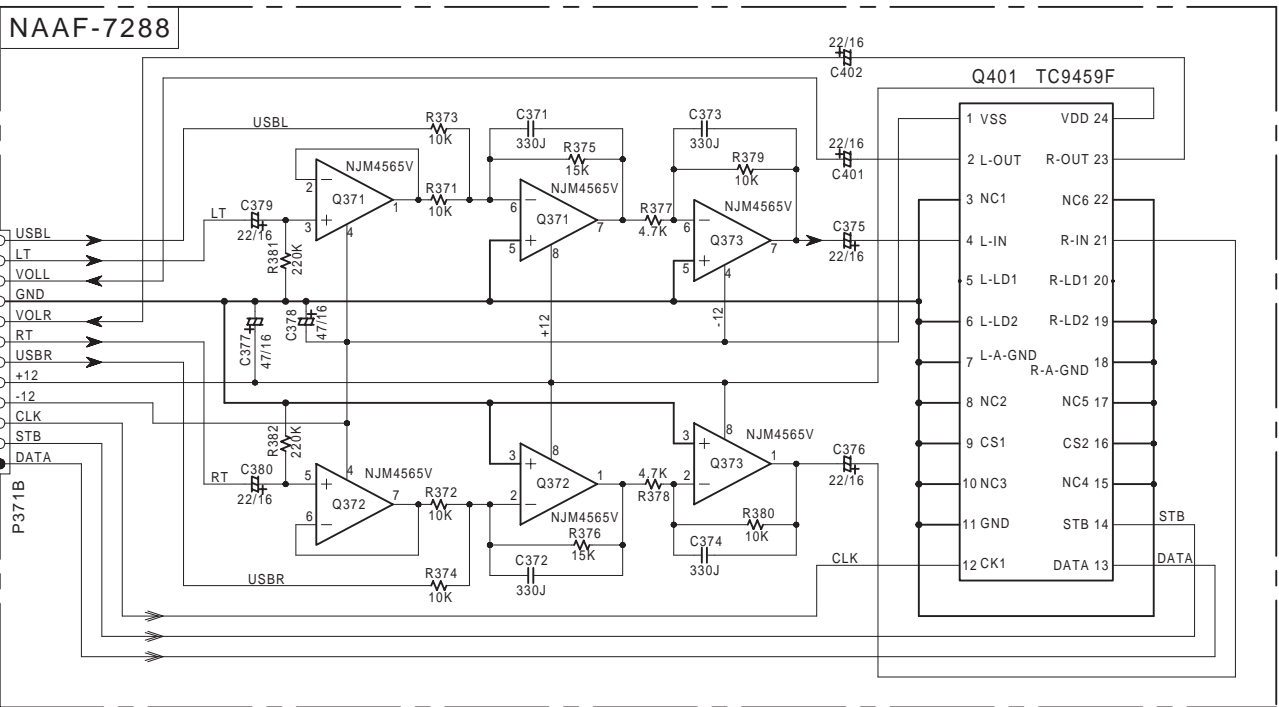 NAAF-7288
22/16
C402
Q401 TC9459F
USBL
R373
10K
C371
330J
C373
330J
R375
15K
R379
10K
22/16
C401
NJM4565V
NJM4565V
NJM4565V
2
3
Q371
1
4
R371
10K
6
5
Q371
7
8
R377
4.7K
6
5
Q373
7
4
C375
22/16
LT
C379
22/16
R381
220K
USBL
LT
VOLL
GND
VOLR
RT
USBR
+12
-12
CLK
STB
DATA
P371B
C377
47/16
C378
47/16
+12
-12
R382
220K
RT
C380
22/16
5
6
Q372
7
4
NJM4565V
R372
10K
3
2
Q372
1
8
NJM4565V
4.7K
R378
3
2
Q373
1
8
NJM4565V
C376
22/16
R376
15K
C372
330J
R380
10K
C374
330J
USBR
R374
10K
CLK
STB
DATA
1 VSS VDD 24
2 L-OUT R-OUT 23
3 NC1 NC6 22
4 L-IN R-IN 21
5 L-LD1 R-LD1 20
6 L-LD2 R-LD2 19
7 L-A-GND R-A-GND 18
8 NC2 NC5 17
9 CS1 CS2 16
10 NC3 NC4 15
11 GND STB 14
12 CK1 DATA 13